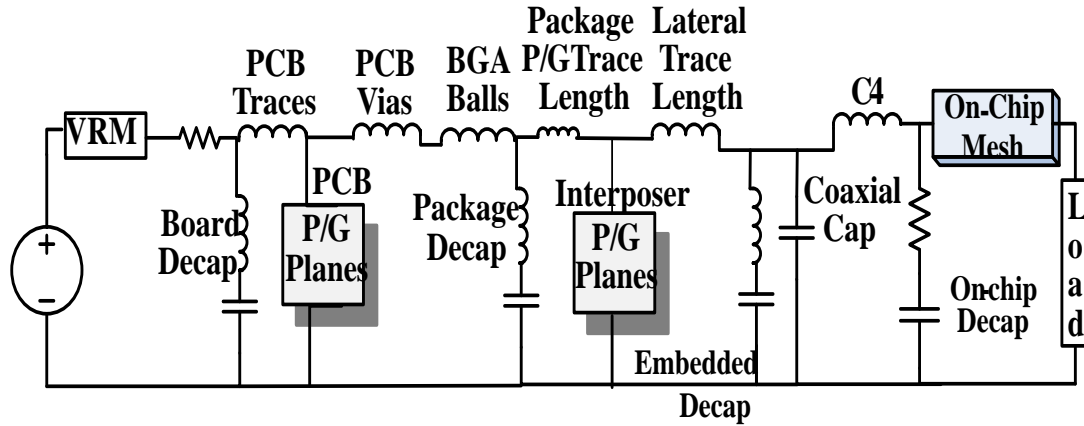 PCB
Traces
PCB
Vias
BGA
Balls
Package
P/G Trace
Length
Lateral
Trace
Length
C4
VRM
On-Chip
Mesh
PCB
P/G
Planes
Board
Decap
Package
Decap
Interposer
P/G
Planes
Coaxial
Cap
On-chip
Decap
Embedded
Decap
L
o
a
d
+
−